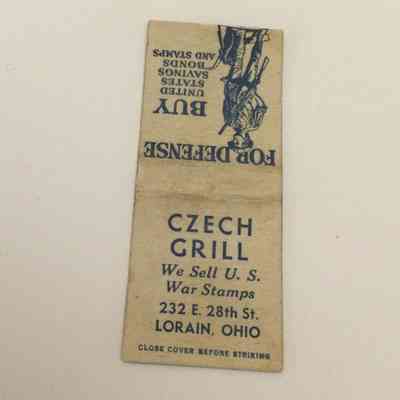 FOR DEFENSE
BUY
UNITED
STATES
SAVINGS
BONDS
AND STAMPS
CZECH
GRILL
We Sell U. S.
War Stamps
232 E. 28th St.
LORAIN, OHIO
CLOSE COVER BEFORE STRIKING